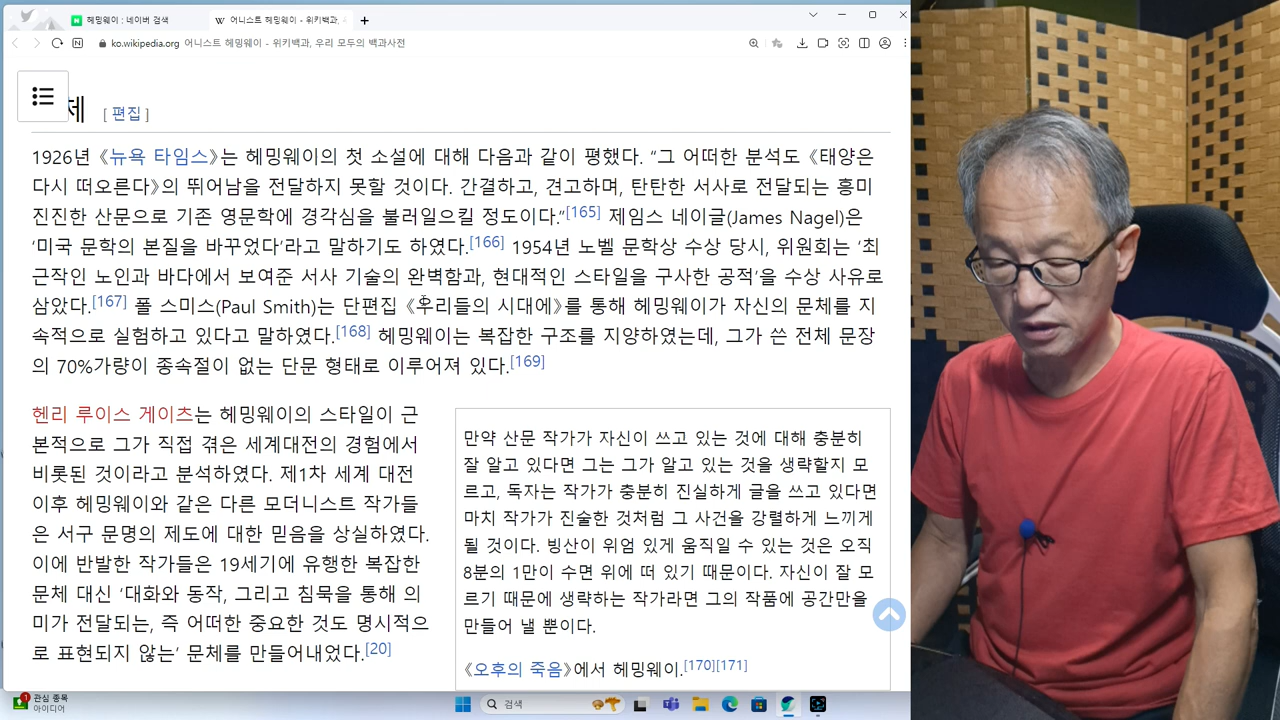 헤밍웨이 : 네이버 검색
어니스트 헤밍웨이 - 위키백과,
ko.wikipedia.org 어니스트 헤밍웨이 - 위키백과, 우리 모두의 백과사전
체 [ 편집 ]
1926년 《뉴욕 타임스》는 헤밍웨이의 첫 소설에 대해 다음과 같이 평했다. “그 어떠한 분석도 《태양은
다시 떠오른다》의 뛰어남을 전달하지 못할 것이다. 간결하고, 견고하며, 탄탄한 서사로 전달되는 흥미
진진한 산문으로 기존 영문학에 경각심을 불러일으킬 정도이다.“[165] 제임스 네이글(James Nagel)은
‘미국 문학의 본질을 바꾸었다’라고 말하기도 하였다.[166] 1954년 노벨 문학상 수상 당시, 위원회는 ‘최
근작인 노인과 바다에서 보여준 서사 기술의 완벽함과, 현대적인 스타일을 구사한 공적’을 수상 사유로
삼았다.[167] 폴 스미스(Paul Smith)는 단편집 《우리들의 시대에》를 통해 헤밍웨이가 자신의 문체를 지
속적으로 실험하고 있다고 말하였다.[168] 헤밍웨이는 복잡한 구조를 지양하였는데, 그가 쓴 전체 문장
의 70%가량이 종속절이 없는 단문 형태로 이루어져 있다.[169]
헨리 루이스 게이츠는 헤밍웨이의 스타일이 근
본적으로 그가 직접 겪은 세계대전의 경험에서
비롯된 것이라고 분석하였다. 제1차 세계 대전
이후 헤밍웨이와 같은 다른 모더니스트 작가들
은 서구 문명의 제도에 대한 믿음을 상실하였다.
이에 반발한 작가들은 19세기에 유행한 복잡한
문체 대신 ‘대화와 동작, 그리고 침묵을 통해 의
미가 전달되는, 즉 어떠한 중요한 것도 명시적으
로 표현되지 않는’ 문체를 만들어내었다.[20]
만약 산문 작가가 자신이 쓰고 있는 것에 대해 충분히
잘 알고 있다면 그는 그가 알고 있는 것을 생략할지 모
르고, 독자는 작가가 충분히 진실하게 글을 쓰고 있다면
마치 작가가 진술한 것처럼 그 사건을 강렬하게 느끼게
될 것이다. 빙산이 위엄 있게 움직일 수 있는 것은 오직
8분의 1만이 수면 위에 떠 있기 때문이다. 자신이 잘 모
르기 때문에 생략하는 작가라면 그의 작품에 공간만을
만들어 낼 뿐이다.
《오후의 죽음》에서 헤밍웨이.[170][171]
1
관심 종목
아이디어
검색